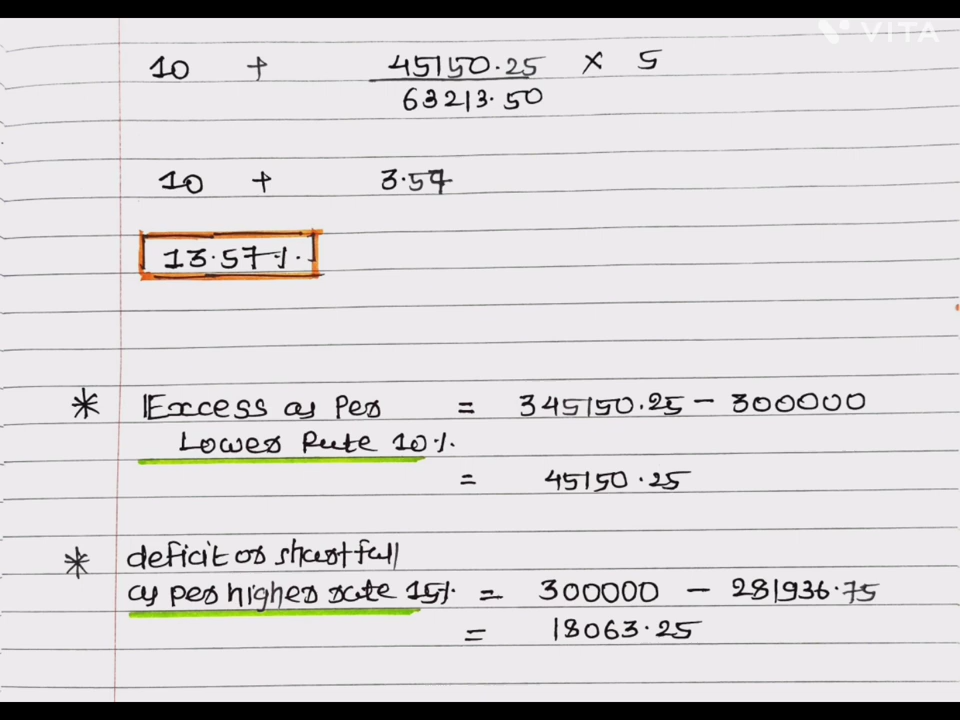 VITA
10 + 45150.25 × 5
63213.50
10 + 3.57
13.57%.
* Excess as Per = 345150.25 - 300000
Lower Rate 10%.
= 45150.25
* deficit or shortfall
as per higher rate 15% = 300000 - 281936.75
= 18063.25